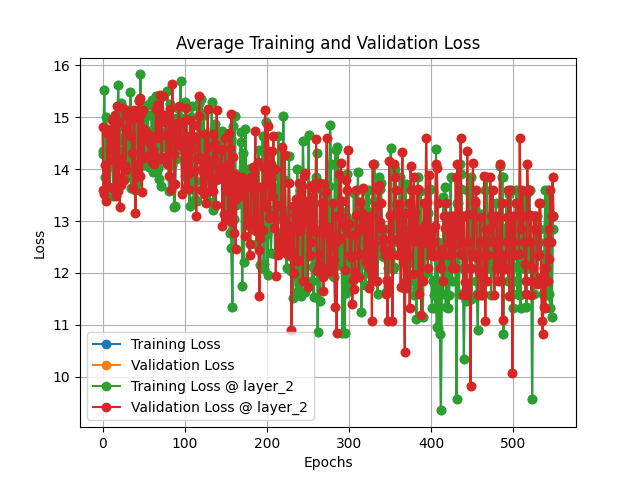 Average Training and Validation Loss
16
15
14
13
12
11
10
Loss
Training Loss
Validation Loss
Training Loss @ layer_2
Validation Loss @ layer_2
0 100 200 300 400 500
Epochs